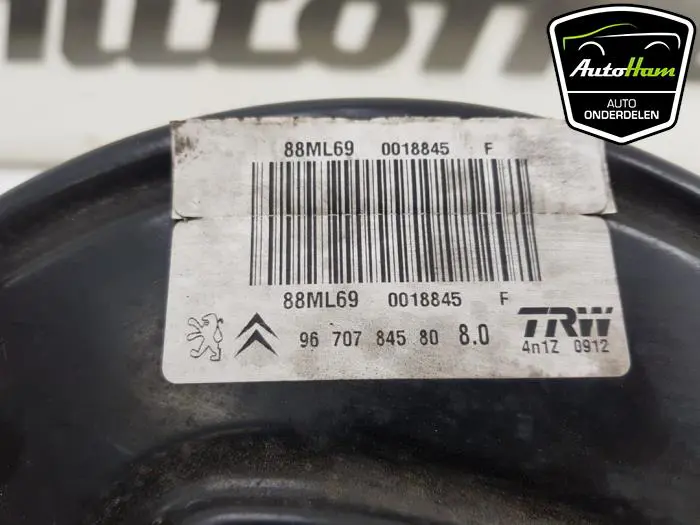 AutoHam
AUTO
ONDERDELEN
88ML69 0018845 F
88ML69 0018845 F
96 707 845 80 8.0
TRW
4n1Z 0912